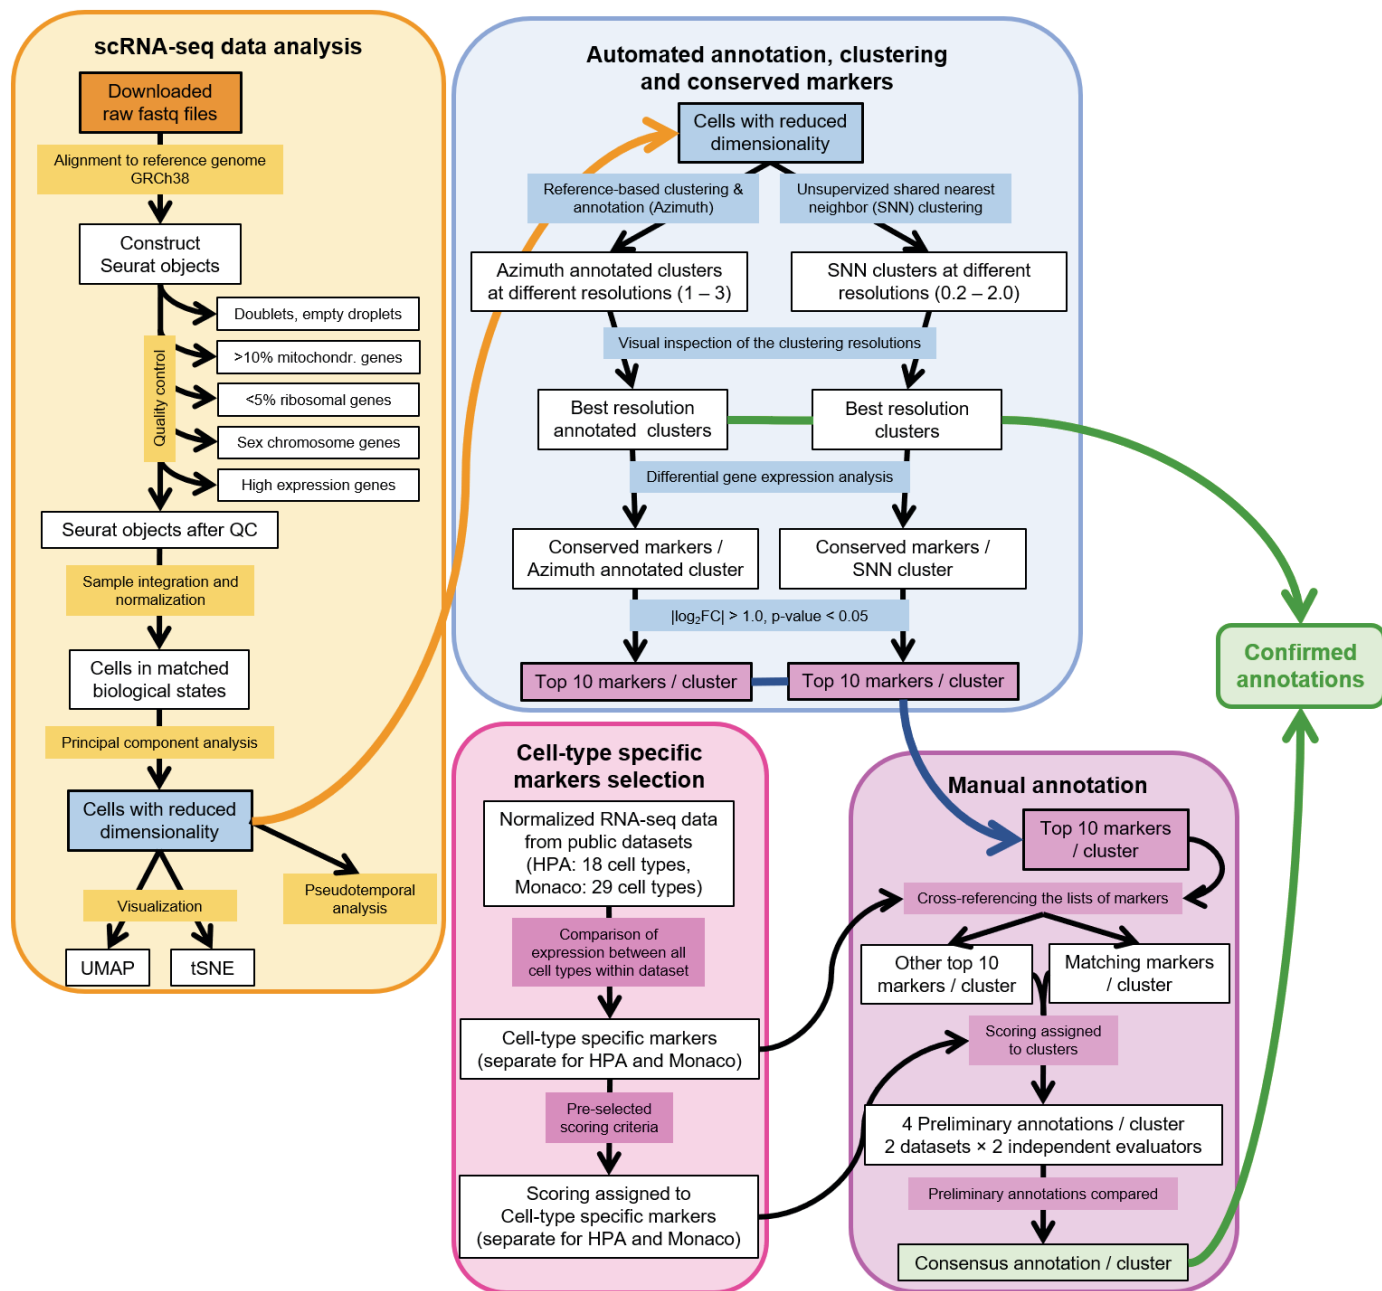 scRNA-seq data analysis
Downloaded
raw fastq files
Alignment to reference genome
GRCh38
Construct
Seurat objects
Quality control
Doublets, empty droplets
>10% mitochondr. genes
<5% ribosomal genes
Sex chromosome genes
High expression genes
Seurat objects after QC
Sample integration and
normalization
Cells in matched
biological states
Principal component analysis
Cells with reduced
dimensionality
Visualization
Pseudotemporal
analysis
UMAP
tSNE
Automated annotation, clustering
and conserved markers
Cells with reduced
dimensionality
Reference-based clustering &
annotation (Azimuth)
Unsupervized shared nearest
neighbor (SNN) clustering
Azimuth annotated clusters
at different resolutions (1 – 3)
SNN clusters at different
resolutions (0.2 – 2.0)
Visual inspection of the clustering resolutions
Best resolution
annotated clusters
Best resolution
clusters
Differential gene expression analysis
Conserved markers /
Azimuth annotated cluster
Conserved markers /
SNN cluster
|log₂FC| > 1.0, p-value < 0.05
Top 10 markers / cluster
Top 10 markers / cluster
Cell-type specific
markers selection
Normalized RNA-seq data
from public datasets
(HPA: 18 cell types,
Monaco: 29 cell types)
Comparison of
expression between all
cell types within dataset
Cell-type specific markers
(separate for HPA and Monaco)
Pre-selected
scoring criteria
Scoring assigned to
Cell-type specific markers
(separate for HPA and Monaco)
Manual annotation
Top 10 markers
/ cluster
Cross-referencing the lists of markers
Other top 10
markers / cluster
Matching markers
/ cluster
Scoring assigned
to clusters
4 Preliminary annotations / cluster
2 datasets × 2 independent evaluators
Preliminary annotations compared
Consensus annotation / cluster
Confirmed
annotations